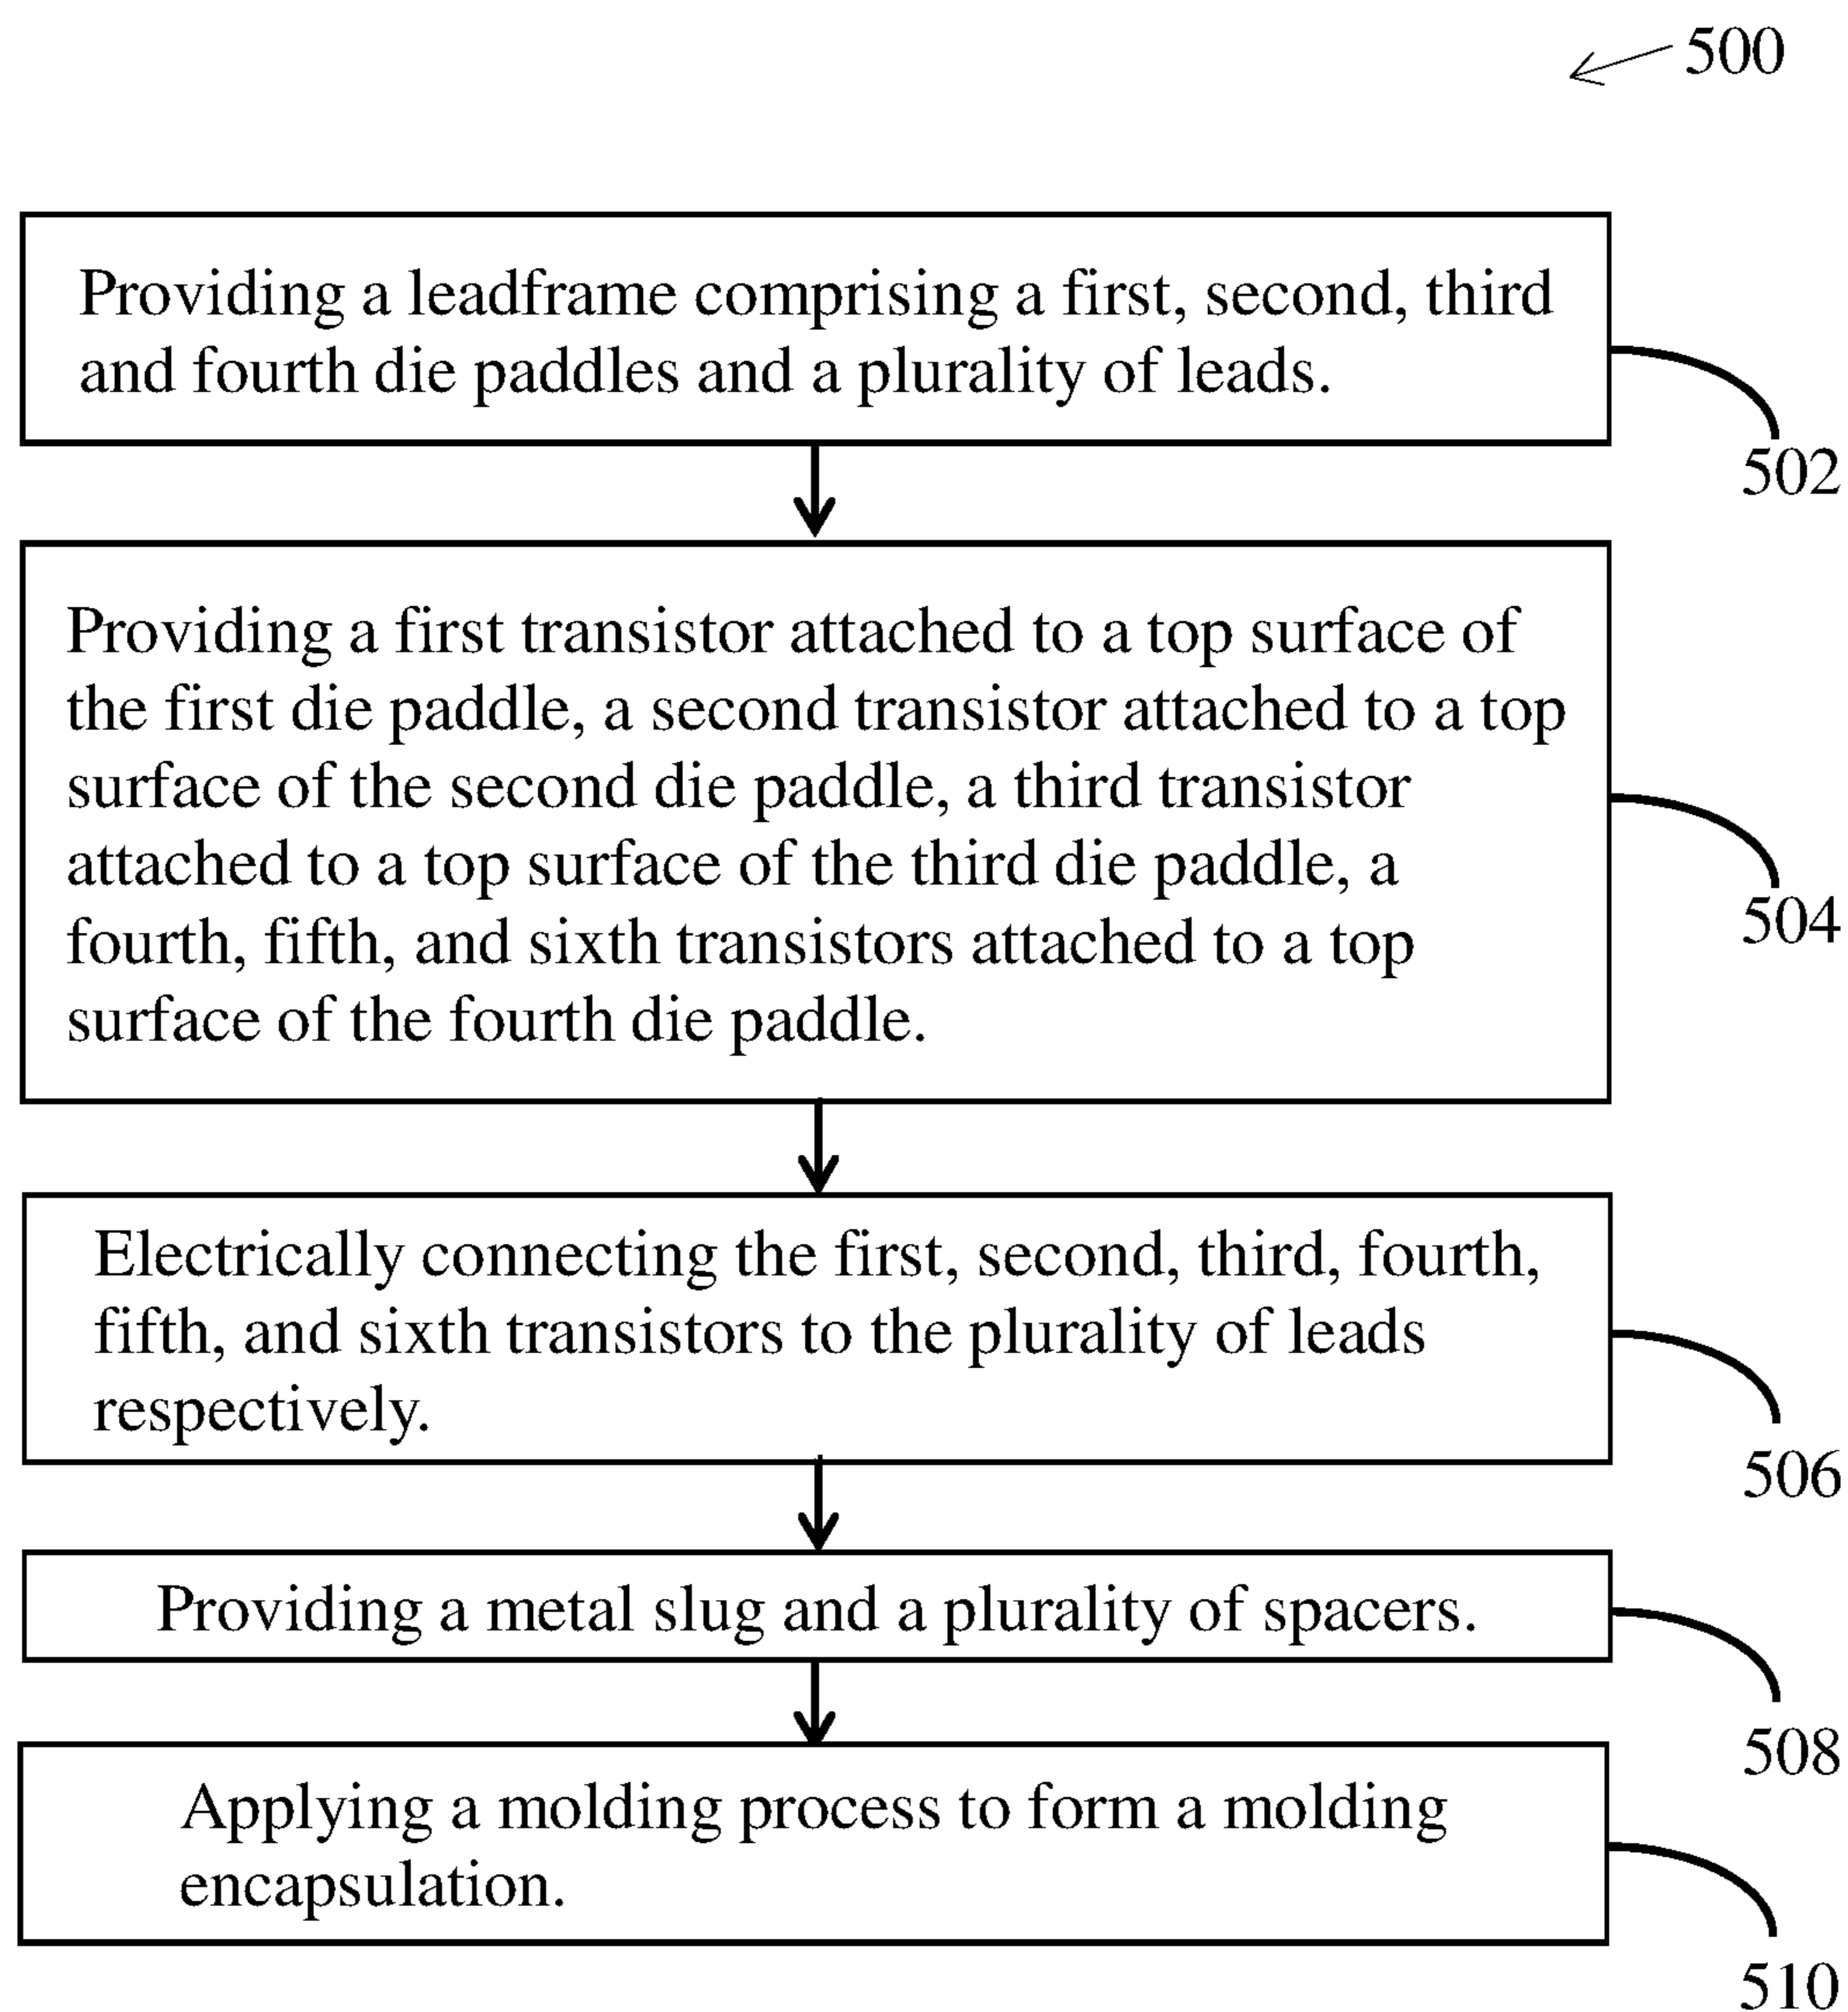 500
Providing a leadframe comprising a first, second, third
and fourth die paddles and a plurality of leads.
502
Providing a first transistor attached to a top surface of
the first die paddle, a second transistor attached to a top
surface of the second die paddle, a third transistor
attached to a top surface of the third die paddle, a
fourth, fifth, and sixth transistors attached to a top
surface of the fourth die paddle.
504
Electrically connecting the first, second, third, fourth,
fifth, and sixth transistors to the plurality of leads
respectively.
506
Providing a metal slug and a plurality of spacers.
508
Applying a molding process to form a molding
encapsulation.
510